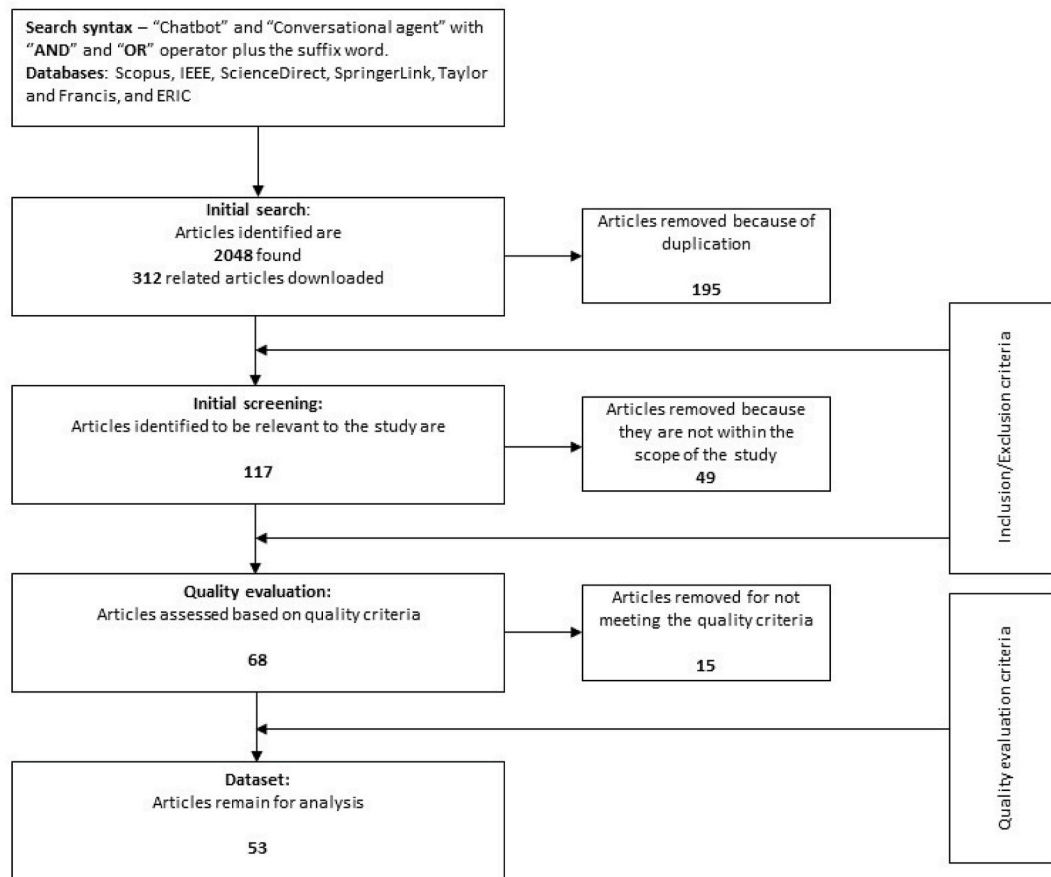 Search syntax – “Chatbot” and “Conversational agent” with
“AND” and “OR” operator plus the suffix word.
Databases: Scopus, IEEE, ScienceDirect, SpringerLink, Taylor
and Francis, and ERIC
Initial search:
Articles identified are
2048 found
312 related articles downloaded
Articles removed because of
duplication
195
Initial screening:
Articles identified to be relevant to the study are
117
Articles removed because
they are not within the
scope of the study
49
Inclusion/Exclusion criteria
Quality evaluation:
Articles assessed based on quality criteria
68
Articles removed for not
meeting the quality criteria
15
Quality evaluation criteria
Dataset:
Articles remain for analysis
53